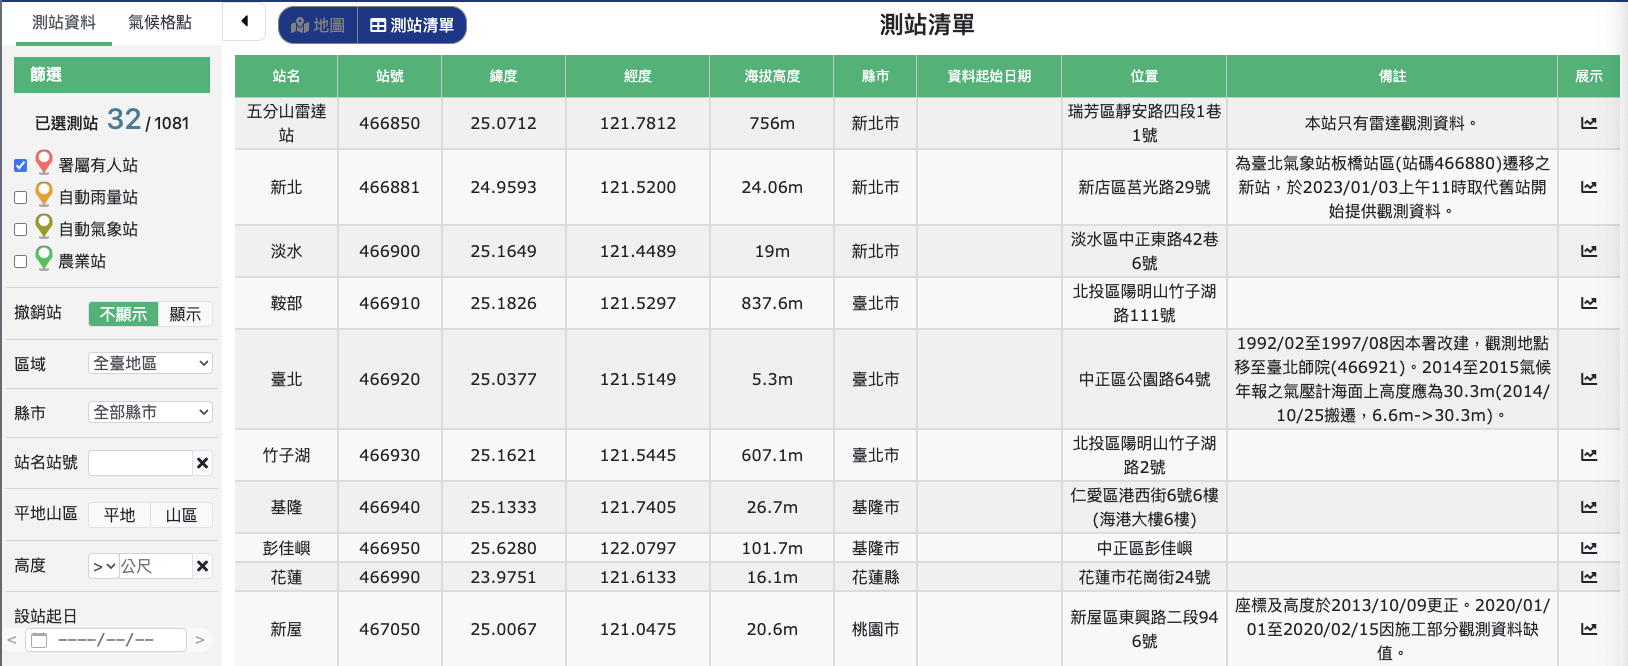 測站資料 氣候格點
地圖 測站清單
測站清單
篩選
已選測站 32 / 1081
署屬有人站
自動雨量站
自動氣象站
農業站
撤銷站 不顯示 顯示
區域 全臺地區
縣市 全部縣市
站名站號
平地山區 平地 山區
高度 > 公尺
設站起日
< ----/--/-- >
站名 站號 緯度 經度 海拔高度 縣市 資料起始日期 位置 備註 展示
五分山雷達
站
466850 25.0712 121.7812 756m 新北市
瑞芳區靜安路四段1巷
1號
本站只有雷達觀測資料。
新北 466881 24.9593 121.5200 24.06m 新北市 新店區莒光路29號
為臺北氣象站板橋站區(站碼466880)遷移之
新站，於2023/01/03上午11時取代舊站開
始提供觀測資料。
淡水 466900 25.1649 121.4489 19m 新北市
淡水區中正東路42巷
6號
鞍部 466910 25.1826 121.5297 837.6m 臺北市
北投區陽明山竹子湖
路111號
臺北 466920 25.0377 121.5149 5.3m 臺北市 中正區公園路64號
1992/02至1997/08因本署改建，觀測地點
移至臺北師院(466921)。2014至2015氣候
年報之氣壓計海面上高度應為30.3m(2014/
10/25搬遷，6.6m->30.3m)。
竹子湖 466930 25.1621 121.5445 607.1m 臺北市
北投區陽明山竹子湖
路2號
基隆 466940 25.1333 121.7405 26.7m 基隆市
仁愛區港西街6號6樓
(海港大樓6樓)
彭佳嶼 466950 25.6280 122.0797 101.7m 基隆市 中正區彭佳嶼
花蓮 466990 23.9751 121.6133 16.1m 花蓮縣 花蓮市花崗街24號
新屋 467050 25.0067 121.0475 20.6m 桃園市
新屋區東興路二段94
6號
座標及高度於2013/10/09更正。2020/01/
01至2020/02/15因施工部分觀測資料缺
值。